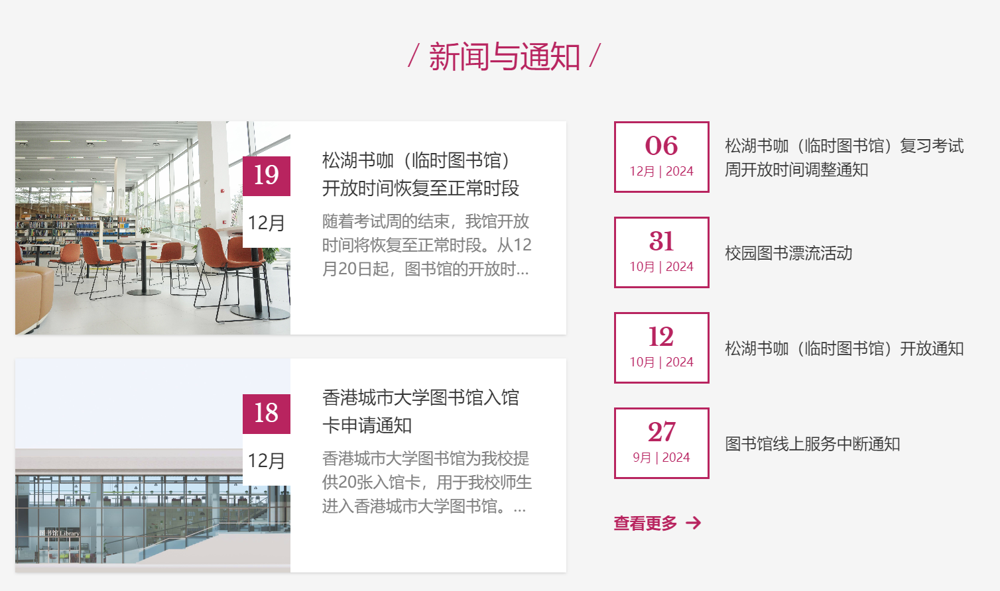 / 新闻与通知 /
19
12月
松湖书咖（临时图书馆）
开放时间恢复至正常时段
随着考试周的结束，我馆开放
时间将恢复至正常时段。从12
月20日起，图书馆的开放时...
18
12月
香港城市大学图书馆入馆
卡申请通知
香港城市大学图书馆为我校提
供20张入馆卡，用于我校师生
进入香港城市大学图书馆。...
图书馆 Library
06
12月 | 2024
松湖书咖（临时图书馆）复习考试
周开放时间调整通知
31
10月 | 2024
校园图书漂流活动
12
10月 | 2024
松湖书咖（临时图书馆）开放通知
27
9月 | 2024
图书馆线上服务中断通知
查看更多 →